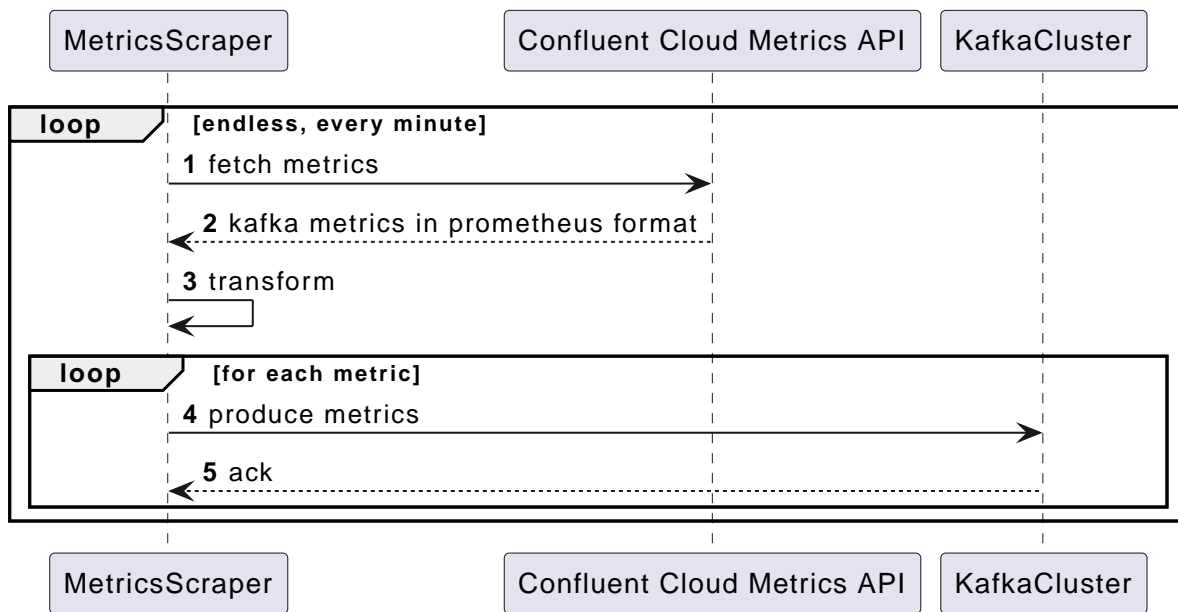 MetricsScraper
Confluent Cloud Metrics API
KafkaCluster
loop [endless, every minute]
1 fetch metrics
2 kafka metrics in prometheus format
3 transform
loop [for each metric]
4 produce metrics
5 ack
MetricsScraper
Confluent Cloud Metrics API
KafkaCluster